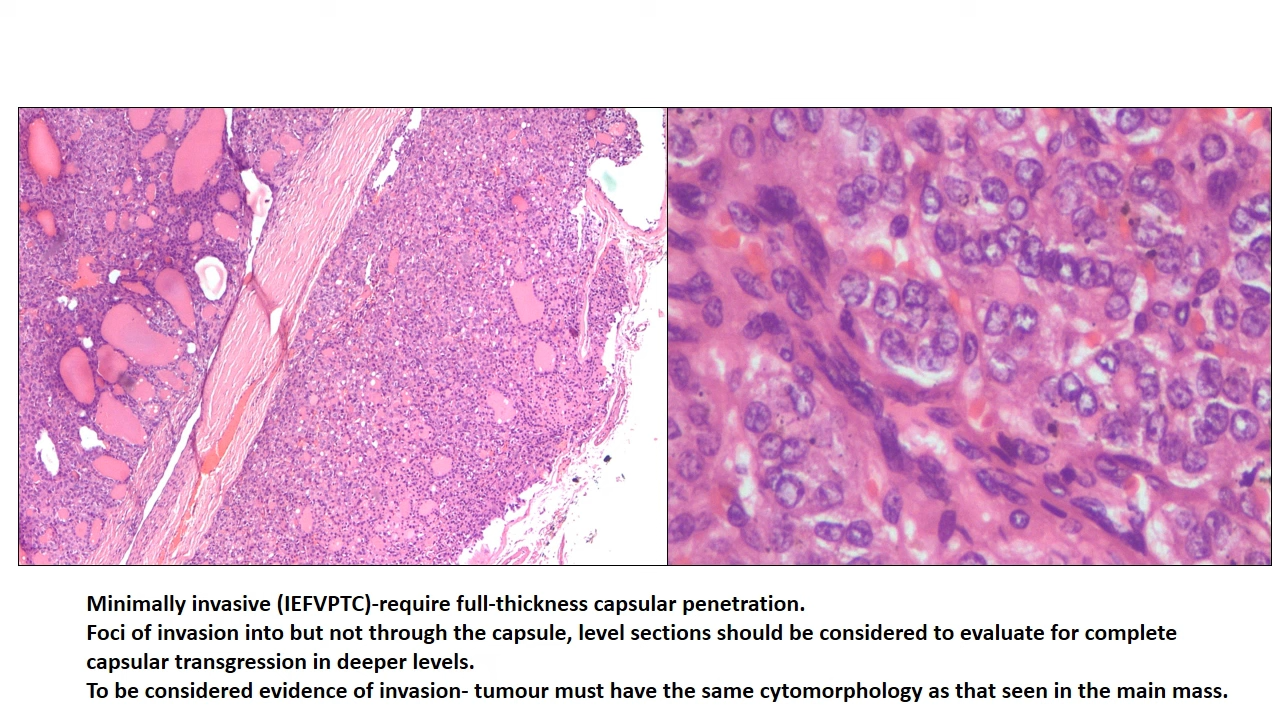 Minimally invasive (IEFVPTC)-require full-thickness capsular penetration.
Foci of invasion into but not through the capsule, level sections should be considered to evaluate for complete
capsular transgression in deeper levels.
To be considered evidence of invasion- tumour must have the same cytomorphology as that seen in the main mass.